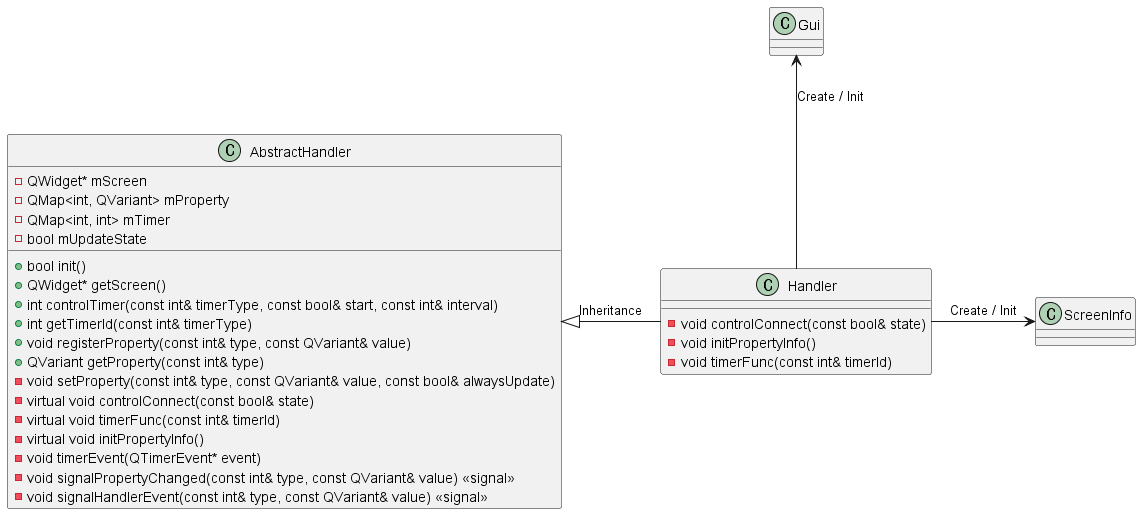 C Gui
Create / Init
C AbstractHandler
QWidget* mScreen
QMap<int, QVariant> mProperty
QMap<int, int> mTimer
bool mUpdateState
bool init()
QWidget* getScreen()
int controlTimer(const int& timerType, const bool& start, const int& interval)
int getTimerId(const int& timerType)
void registerProperty(const int& type, const QVariant& value)
QVariant getProperty(const int& type)
void setProperty(const int& type, const QVariant& value, const bool& alwaysUpdate)
virtual void controlConnect(const bool& state)
virtual void timerFunc(const int& timerId)
virtual void initPropertyInfo()
void timerEvent(QTimerEvent* event)
void signalPropertyChanged(const int& type, const QVariant& value) «signal»
void signalHandlerEvent(const int& type, const QVariant& value) «signal»
Inheritance
C Handler
void controlConnect(const bool& state)
void initPropertyInfo()
void timerFunc(const int& timerId)
Create / Init
C ScreenInfo